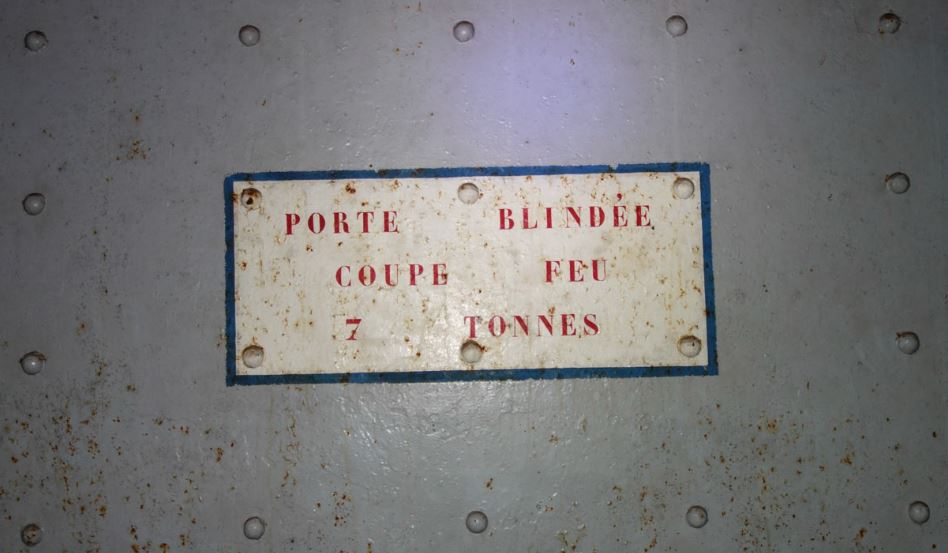 PORTE BLINDÉE
COUPE FEU
7 TONNES